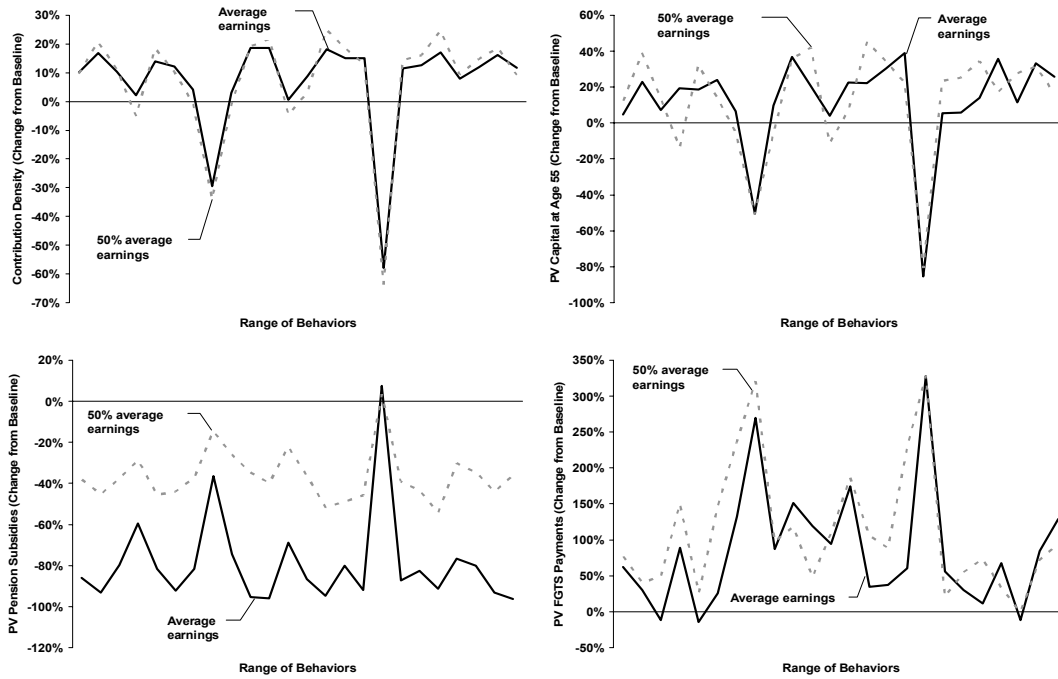 Contribution Density (Change from Baseline)
30%
20%
10%
0%
-10%
-20%
-30%
-40%
-50%
-60%
-70%
Average
earnings
50% average
earnings
Range of Behaviors
PV Capital at Age 55 (Change from Baseline)
60%
40%
20%
0%
-20%
-40%
-60%
-80%
-100%
50% average
earnings
Average
earnings
Range of Behaviors
PV Pension Subsidies (Change from Baseline)
20%
0%
-20%
-40%
-60%
-80%
-100%
-120%
50% average
earnings
Average
earnings
Range of Behaviors
PV FGTS Payments (Change from Baseline)
350%
300%
250%
200%
150%
100%
50%
0%
-50%
50% average
earnings
Average earnings
Range of Behaviors